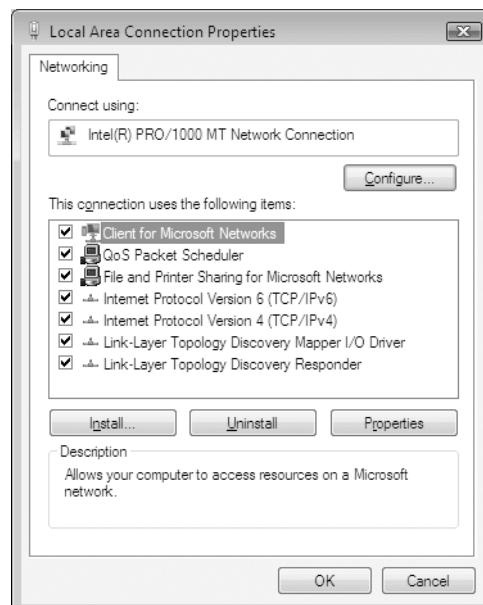 Local Area Connection Properties
Networking
Connect using:
Intel(R) PRO/1000 MT Network Connection
Configure...
This connection uses the following items:
Client for Microsoft Networks
QoS Packet Scheduler
File and Printer Sharing for Microsoft Networks
Internet Protocol Version 6 (TCP/IPv6)
Internet Protocol Version 4 (TCP/IPv4)
Link-Layer Topology Discovery Mapper I/O Driver
Link-Layer Topology Discovery Responder
Install... Uninstall Properties
Description
Allows your computer to access resources on a Microsoft
network.
OK Cancel